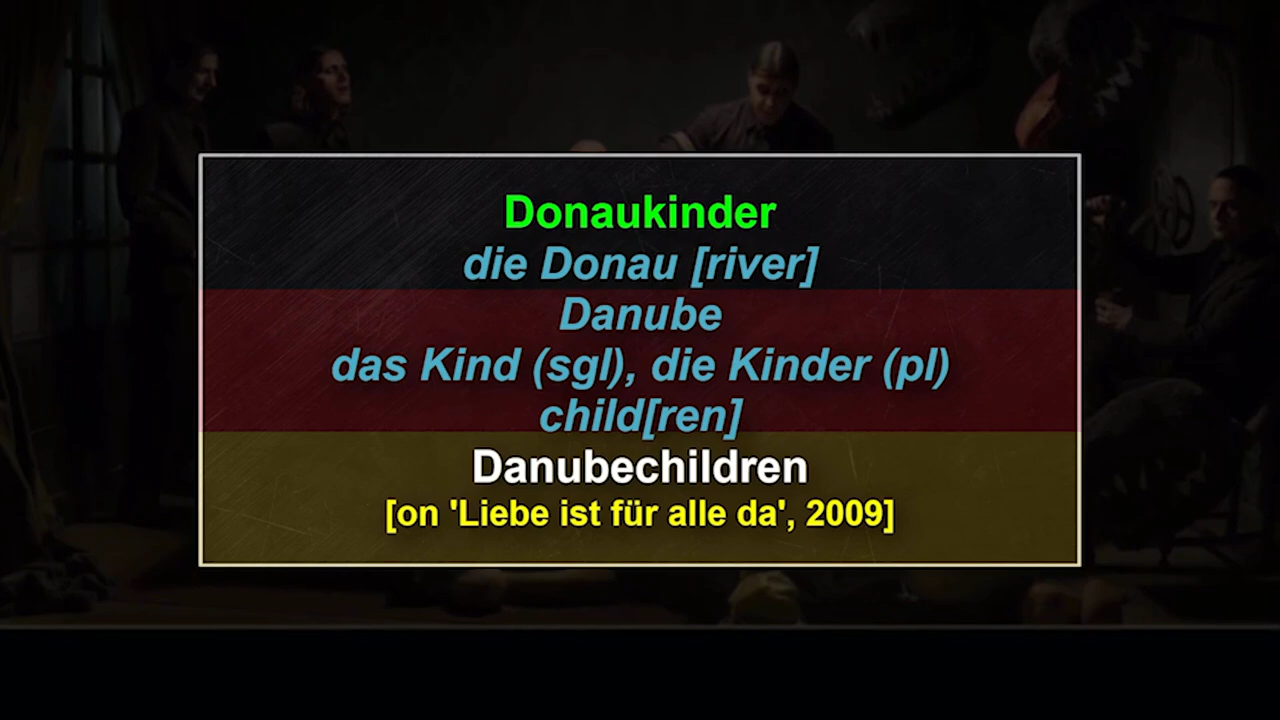 Donaukinder
die Donau [river]
Danube
das Kind (sgl), die Kinder (pl)
child[ren]
Danubechildren
[on 'Liebe ist für alle da', 2009]